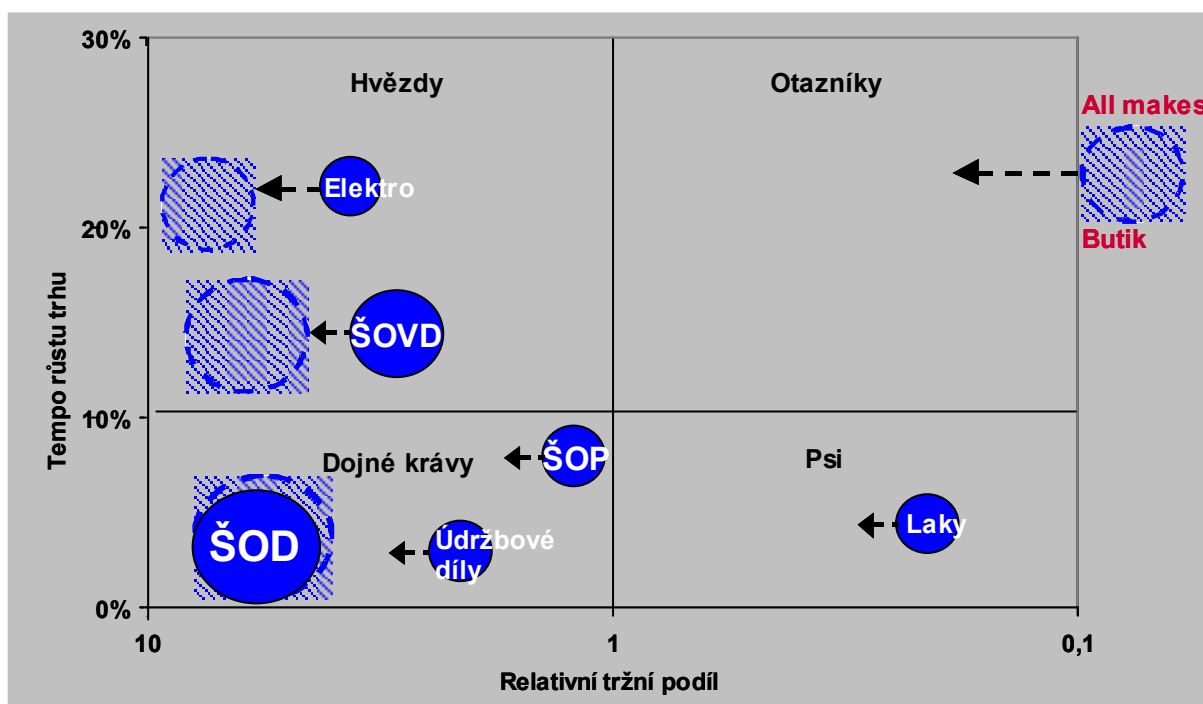 30%
Hvězdy
Otazníky
All makes
Elektro
20%
Butik
ŠOVD
Tempo růstu trhu
10%
ŠOP
Dojné krávy
Psi
Laky
ŠOD
Údržbové
díly
0%
10
1
0,1
Relativní tržní podíl